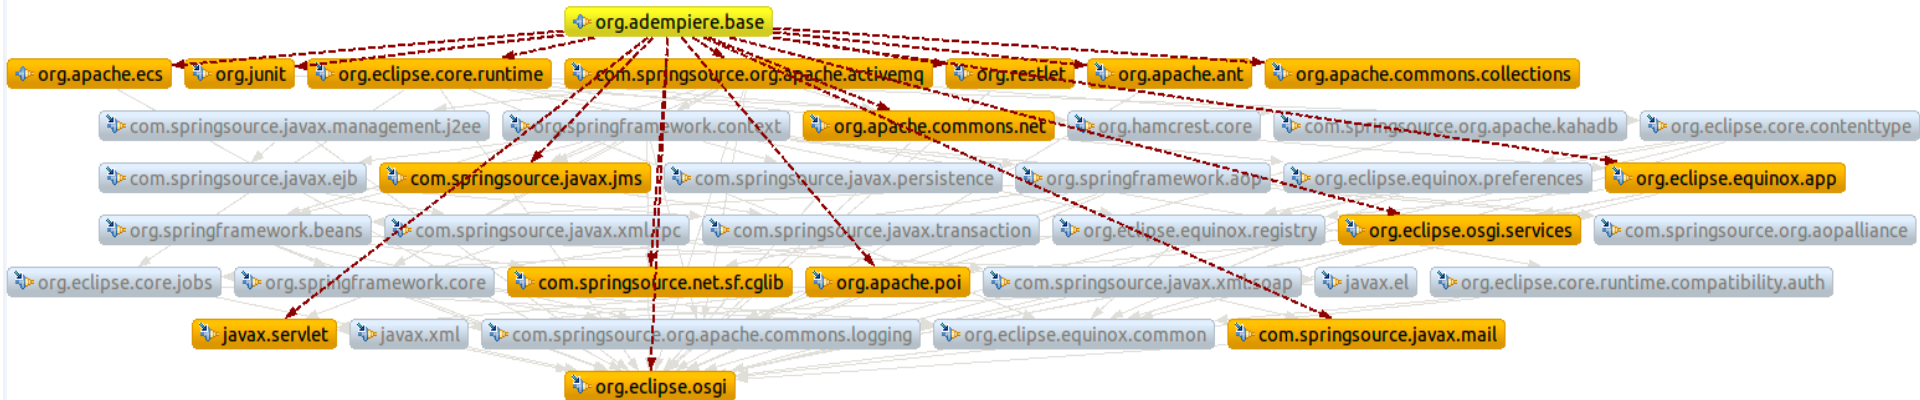 org.adempiere.base
org.apache.ecs org.junit org.eclipse.core.runtime com.springsource.org.apache.activemq org.restlet org.apache.ant org.apache.commons.collections
com.springsource.javax.management.j2ee org.springframework.context org.apache.commons.net org.hamcrest.core com.springsource.org.apache.kahadb org.eclipse.core.contenttype
com.springsource.javax.ejb com.springsource.javax.jms com.springsource.javax.persistence org.springframework.aop org.eclipse.equinox.preferences org.eclipse.equinox.app
org.springframework.beans com.springsource.javax.xml.rpc com.springsource.javax.transaction org.eclipse.equinox.registry org.eclipse.osgi.services com.springsource.org.aopalliance
org.eclipse.core.jobs org.springframework.core com.springsource.net.sf.cglib org.apache.poi com.springsource.javax.xml.soap javax.el org.eclipse.core.runtime.compatibility.auth
javax.servlet javax.xml com.springsource.org.apache.commons.logging org.eclipse.equinox.common com.springsource.javax.mail
org.eclipse.osgi